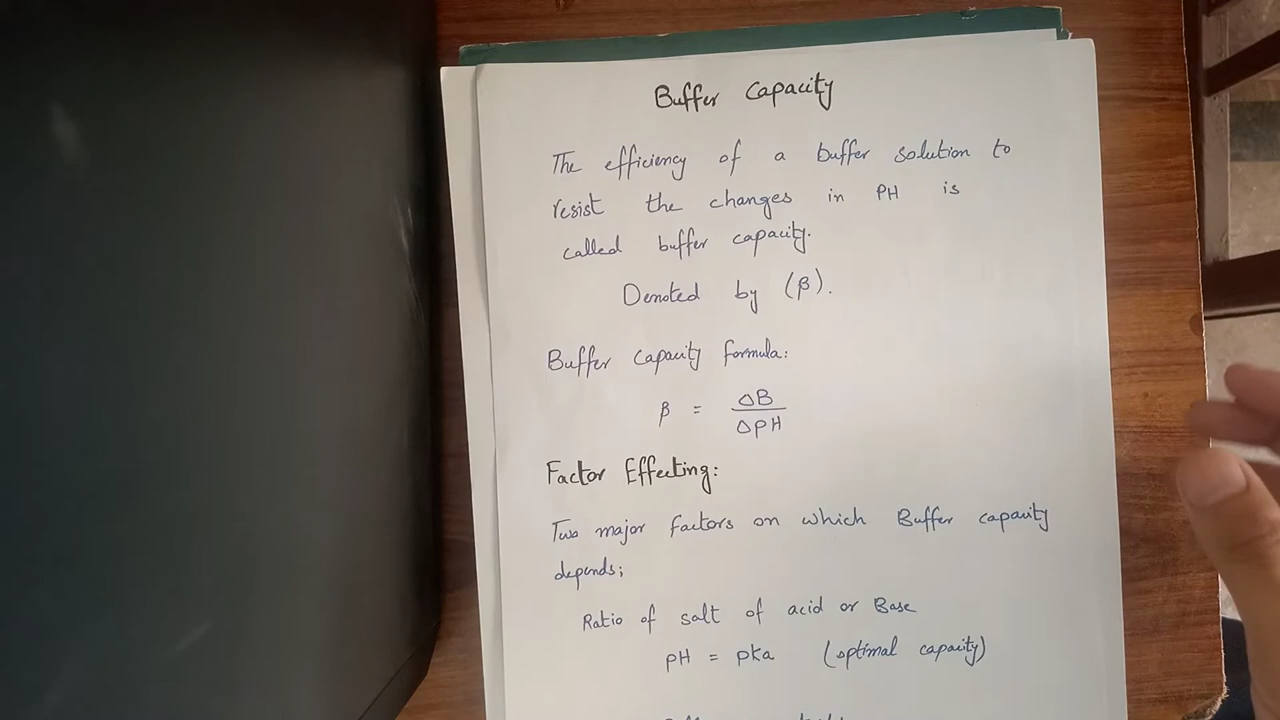 Buffer Capacity
The efficiency of a buffer solution to
resist the changes in PH is
called buffer capacity.
Denoted by (β).
Buffer Capacity formula:
β = ΔB / ΔpH
Factor Effecting:
Two major factors on which Buffer capacity
depends;
Ratio of salt of acid or Base
pH = pka (optimal capacity)